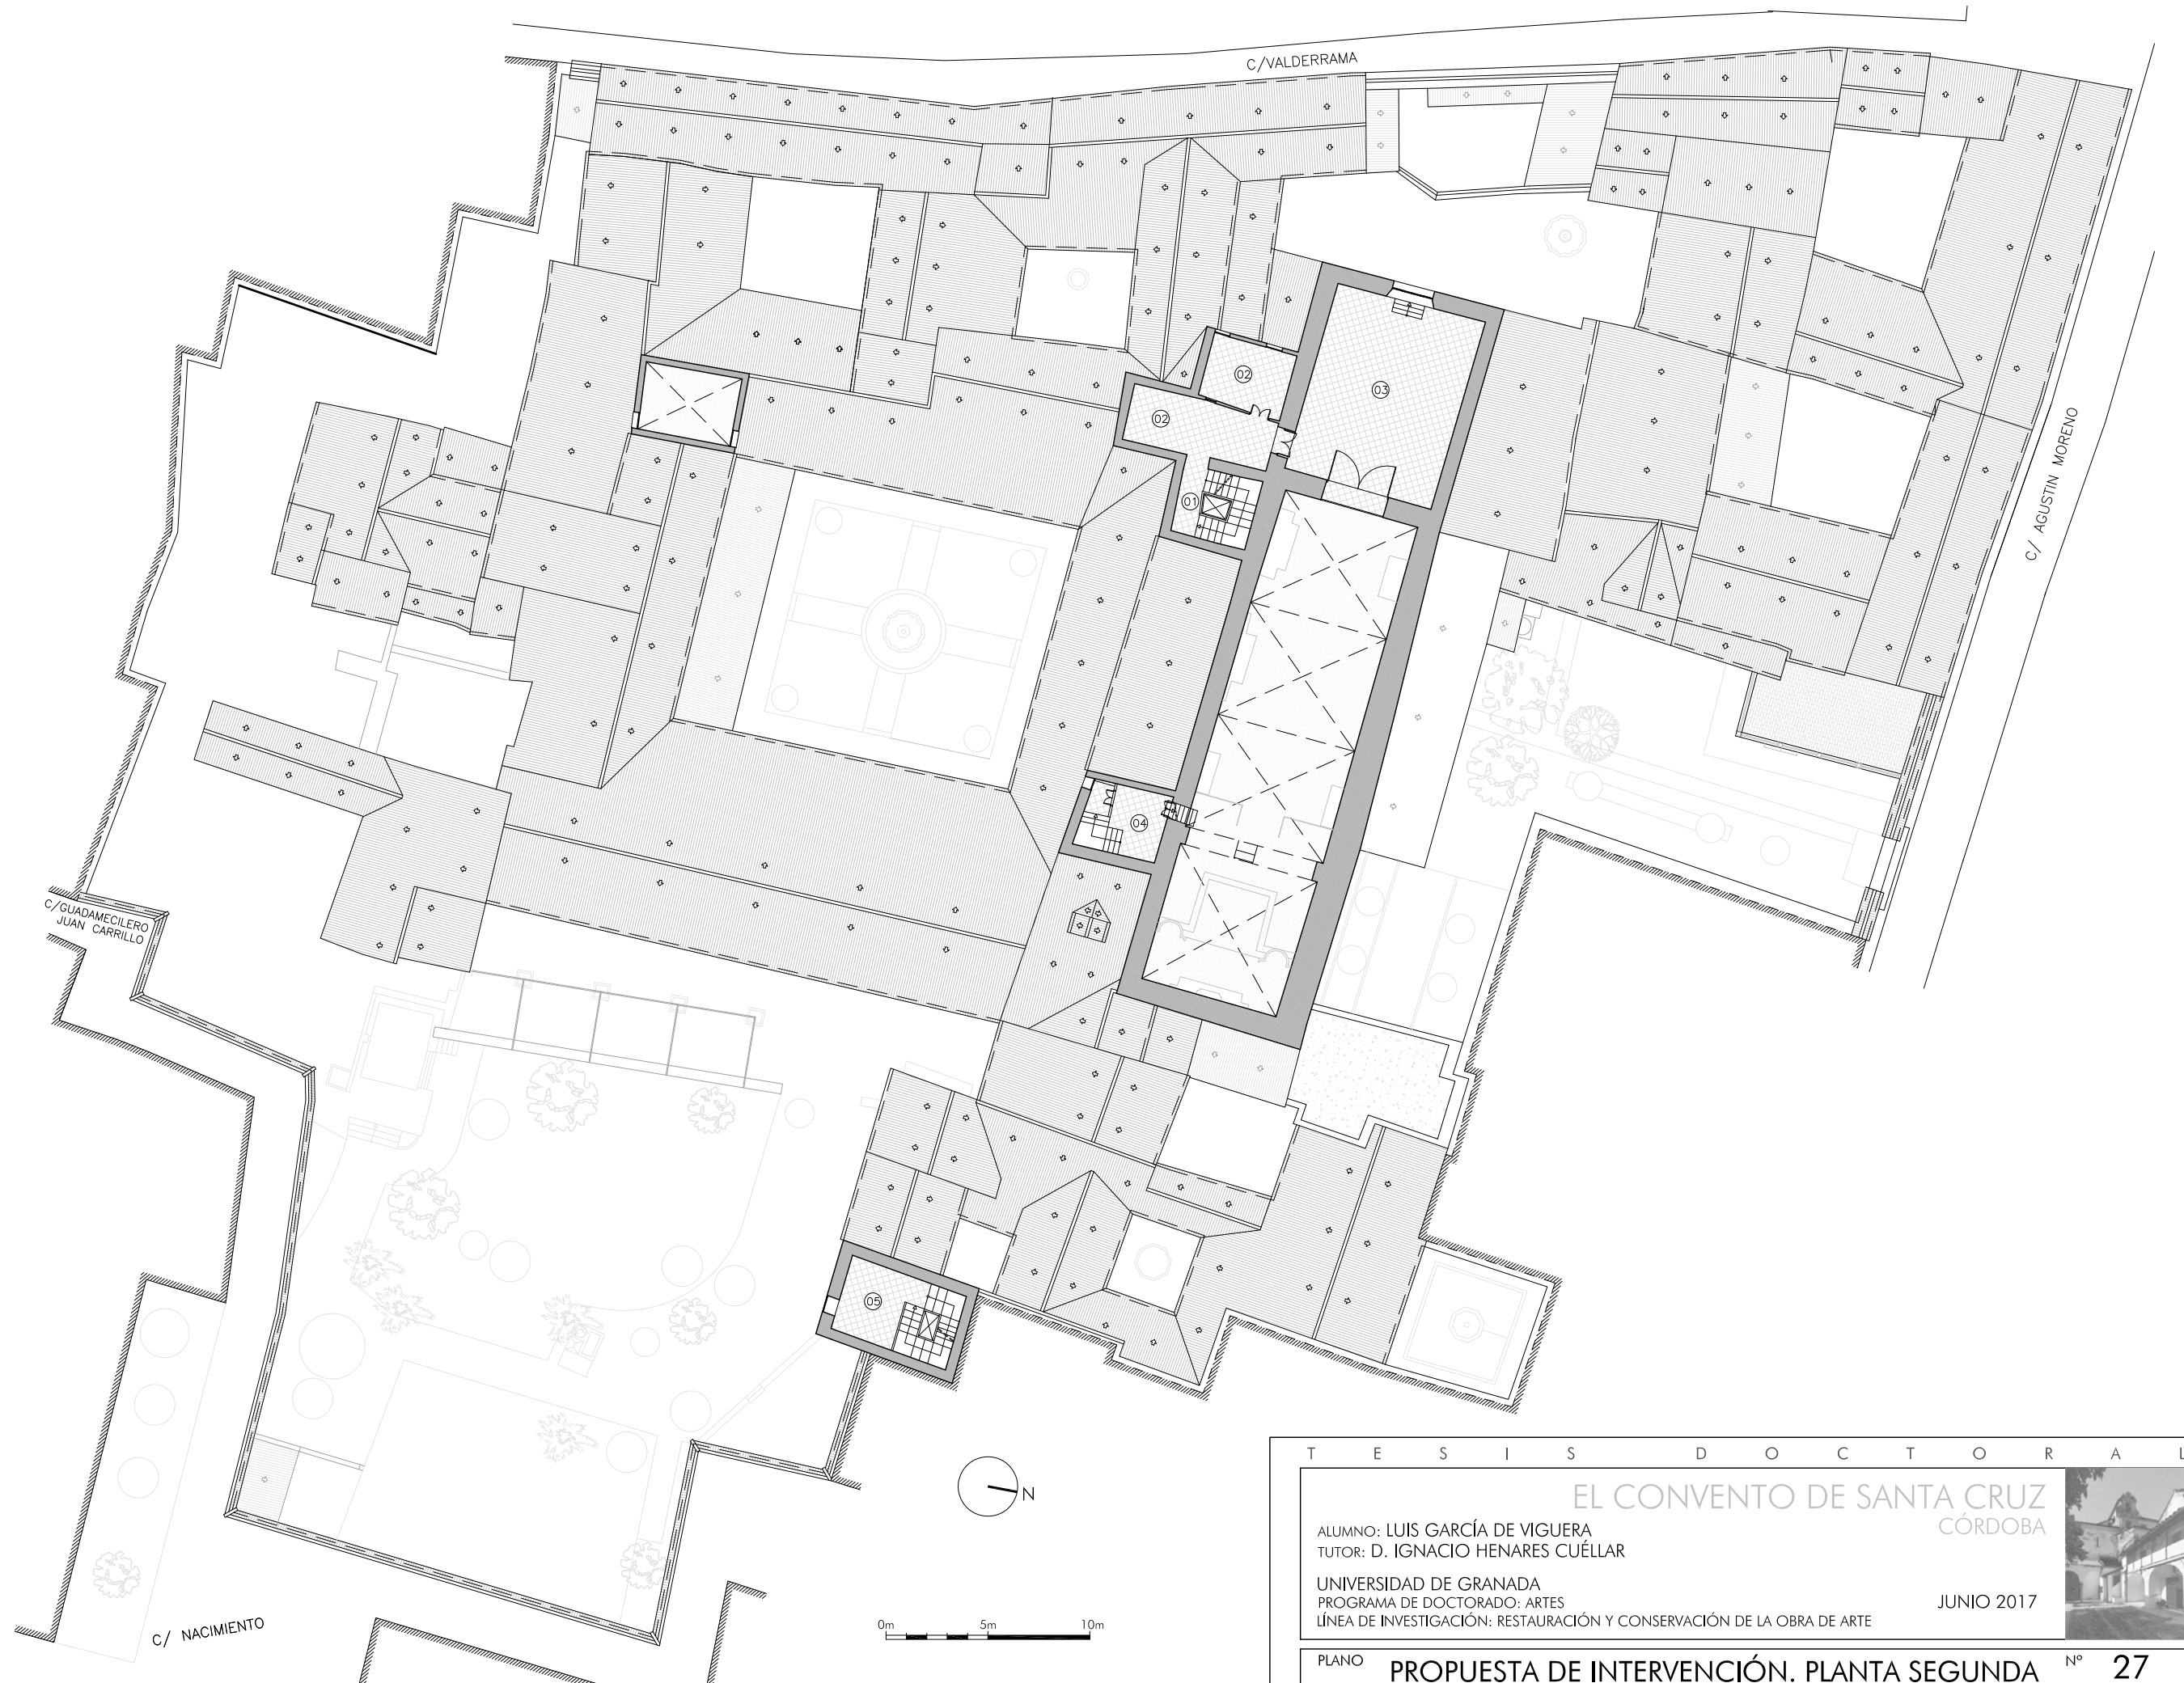 C/VALDERRAMA
02
03
02
C/ AGUSTIN MORENO
01
04
C/GUADAMECILERO
JUAN CARRILLO
05
N
0m 5m 10m
C/ NACIMIENTO
TESIS DOCTORAL
EL CONVENTO DE SANTA CRUZ
CÓRDOBA
ALUMNO: LUIS GARCÍA DE VIGUERA
TUTOR: D. IGNACIO HENARES CUÉLLAR
UNIVERSIDAD DE GRANADA
PROGRAMA DE DOCTORADO: ARTES
JUNIO 2017
LÍNEA DE INVESTIGACIÓN: RESTAURACIÓN Y CONSERVACIÓN DE LA OBRA DE ARTE
PLANO PROPUESTA DE INTERVENCIÓN. PLANTA SEGUNDA Nº 27